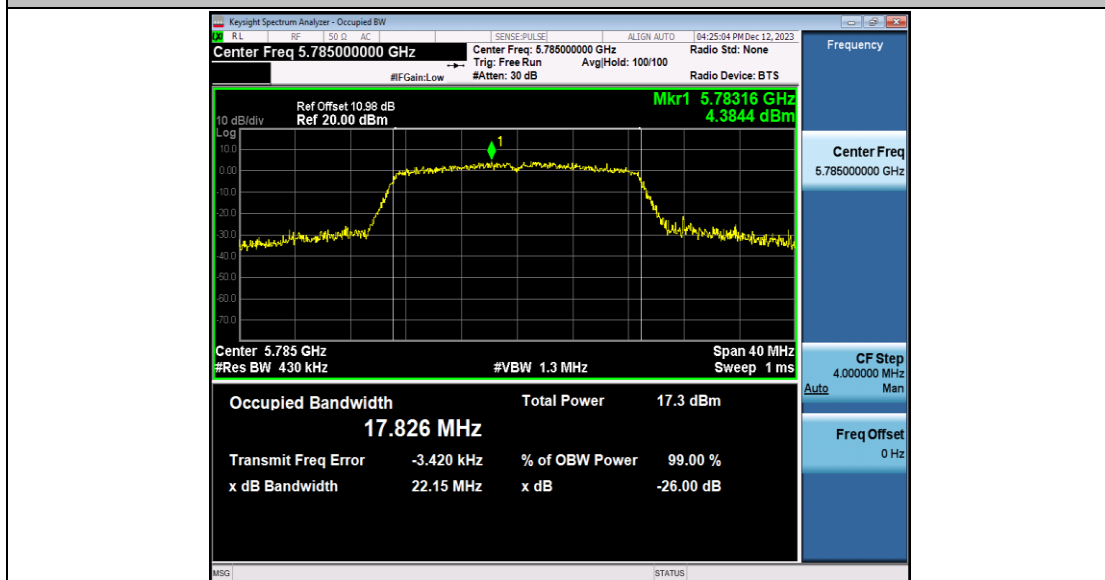 Keysight Spectrum Analyzer - Occupied BW
RL RF 50 Ω AC SENSE:PULSE ALIGN AUTO 04:25:04 PM Dec 12, 2023
Center Freq 5.785000000 GHz
Center Freq: 5.785000000 GHz
Radio Std: None
Trig: Free Run Avg|Hold: 100/100
#IFGain:Low #Atten: 30 dB Radio Device: BTS
Frequency
Ref Offset 10.98 dB
Mkr1 5.78316 GHz
10 dB/div Ref 20.00 dBm 4.3844 dBm
Log
1
10.0
0.00
-10.0
-20.0
-30.0
-40.0
-50.0
-60.0
-70.0
Center 5.785 GHz Span 40 MHz
#Res BW 430 kHz #VBW 1.3 MHz Sweep 1 ms
Center Freq
5.785000000 GHz
CF Step
4.000000 MHz
Auto Man
Freq Offset
0 Hz
Occupied Bandwidth Total Power 17.3 dBm
17.826 MHz
Transmit Freq Error -3.420 kHz % of OBW Power 99.00 %
x dB Bandwidth 22.15 MHz x dB -26.00 dB
MSG STATUS